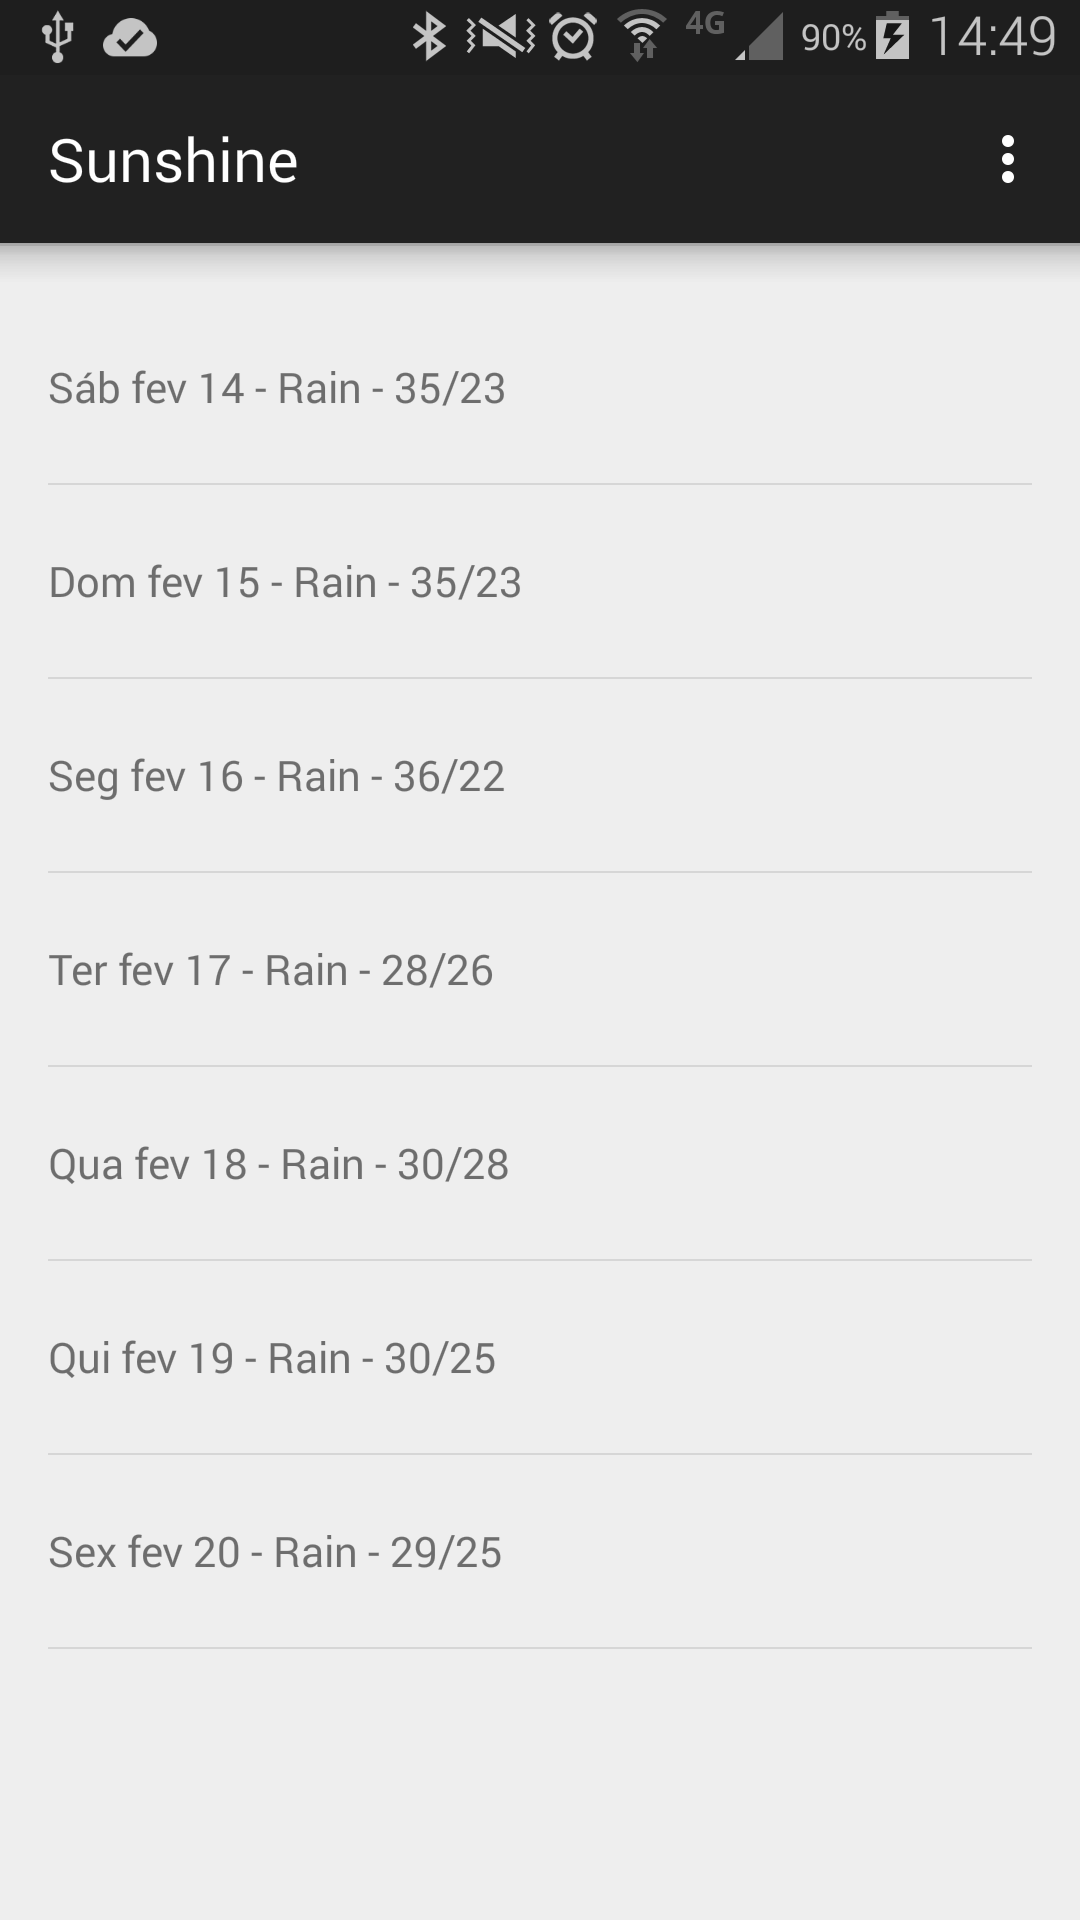 4G 90% 14:49
Sunshine
Sáb fev 14 - Rain - 35/23
Dom fev 15 - Rain - 35/23
Seg fev 16 - Rain - 36/22
Ter fev 17 - Rain - 28/26
Qua fev 18 - Rain - 30/28
Qui fev 19 - Rain - 30/25
Sex fev 20 - Rain - 29/25